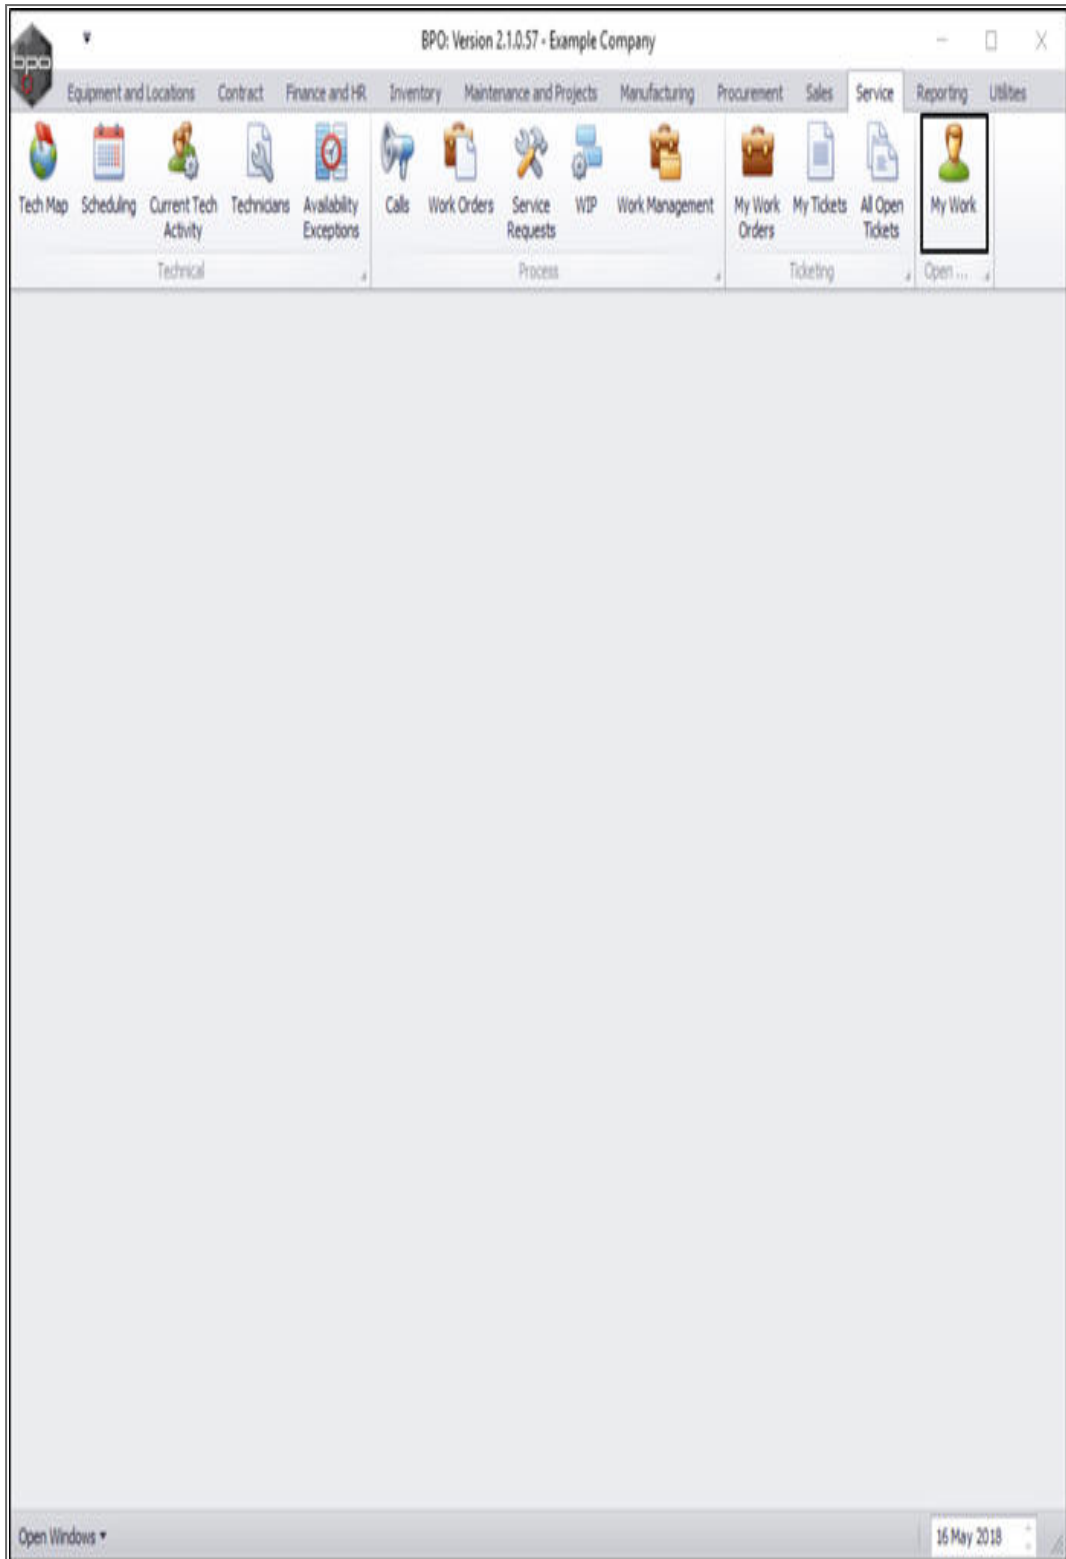 BPO: Version 2.1.0.57 - Example Company
bpo
Equipment and Locations Contract Finance and HR Inventory Maintenance and Projects Manufacturing Procurement Sales Service Reporting Utilities
Tech Map Scheduling Current Tech Activity Technicians Availability Exceptions Calls Work Orders Service Requests WIP Work Management My Work Orders My Tickets All Open Tickets My Work
Technical Process Ticketing Open ...
Open Windows 16 May 2018